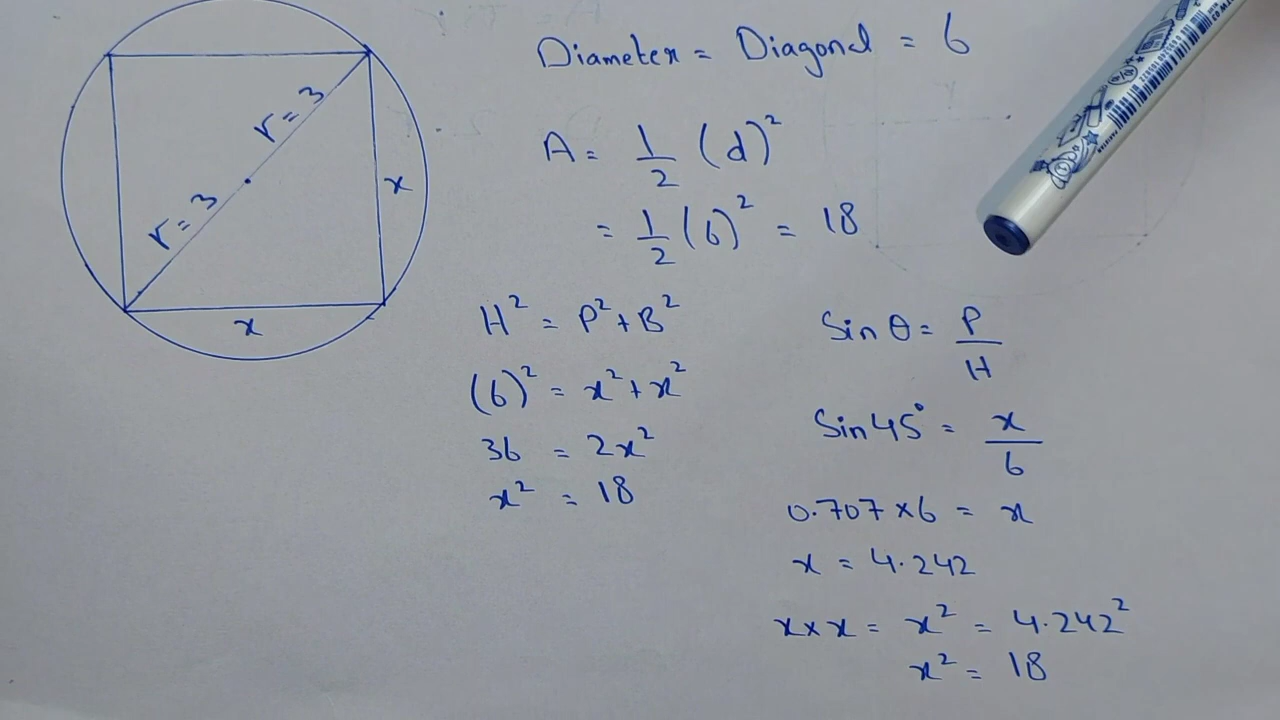 r = 3
r = 3
x
x
Diameter = Diagonal = 6
A = 1/2 (d)²
= 1/2 (6)² = 18
H² = P² + B²
(6)² = x² + x²
36 = 2x²
x² = 18
Sin θ = P/H
Sin 45° = x/6
0.707 × 6 = x
x = 4.242
x × x = x² = 4.242²
x² = 18